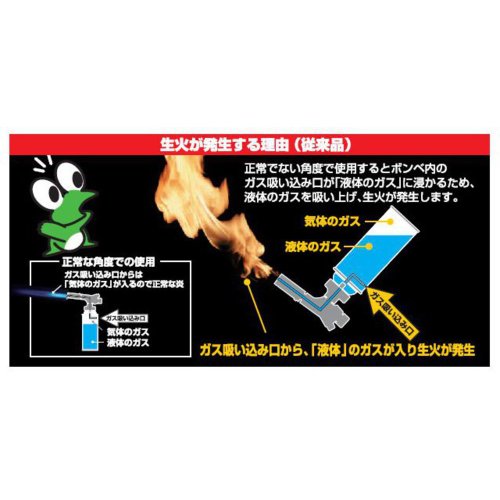 生火が発生する理由（従来品）
正常でない角度で使用するとボンベ内の
ガス吸い込み口が「液体のガス」に浸かるため、
液体のガスを吸い上げ、生火が発生します。
気体のガス
液体のガス
ガス吸い込み口
ガス吸い込み口から、「液体」のガスが入り生火が発生
正常な角度での使用
ガス吸い込み口からは
「気体のガス」が入るので正常な炎
ガス吸い込み口
気体のガス
液体のガス